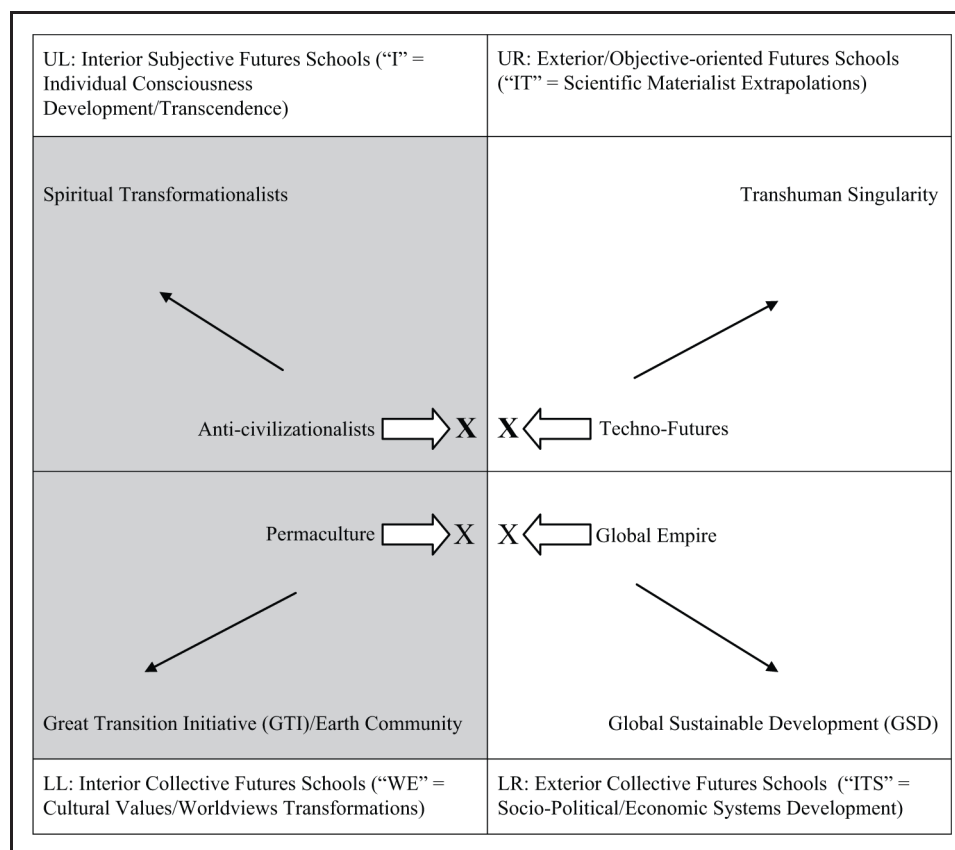 UL: Interior Subjective Futures Schools (“I” =
Individual Consciousness
Development/Transcendence)
UR: Exterior/Objective-oriented Futures Schools
(“IT” = Scientific Materialist Extrapolations)
Spiritual Transformationalists
Transhuman Singularity
Anti-civilizationalists
X
X
Techno-Futures
Permaculture
X
X
Global Empire
Great Transition Initiative (GTI)/Earth Community
Global Sustainable Development (GSD)
LL: Interior Collective Futures Schools (“WE” =
Cultural Values/Worldviews Transformations)
LR: Exterior Collective Futures Schools (“ITS” =
Socio-Political/Economic Systems Development)